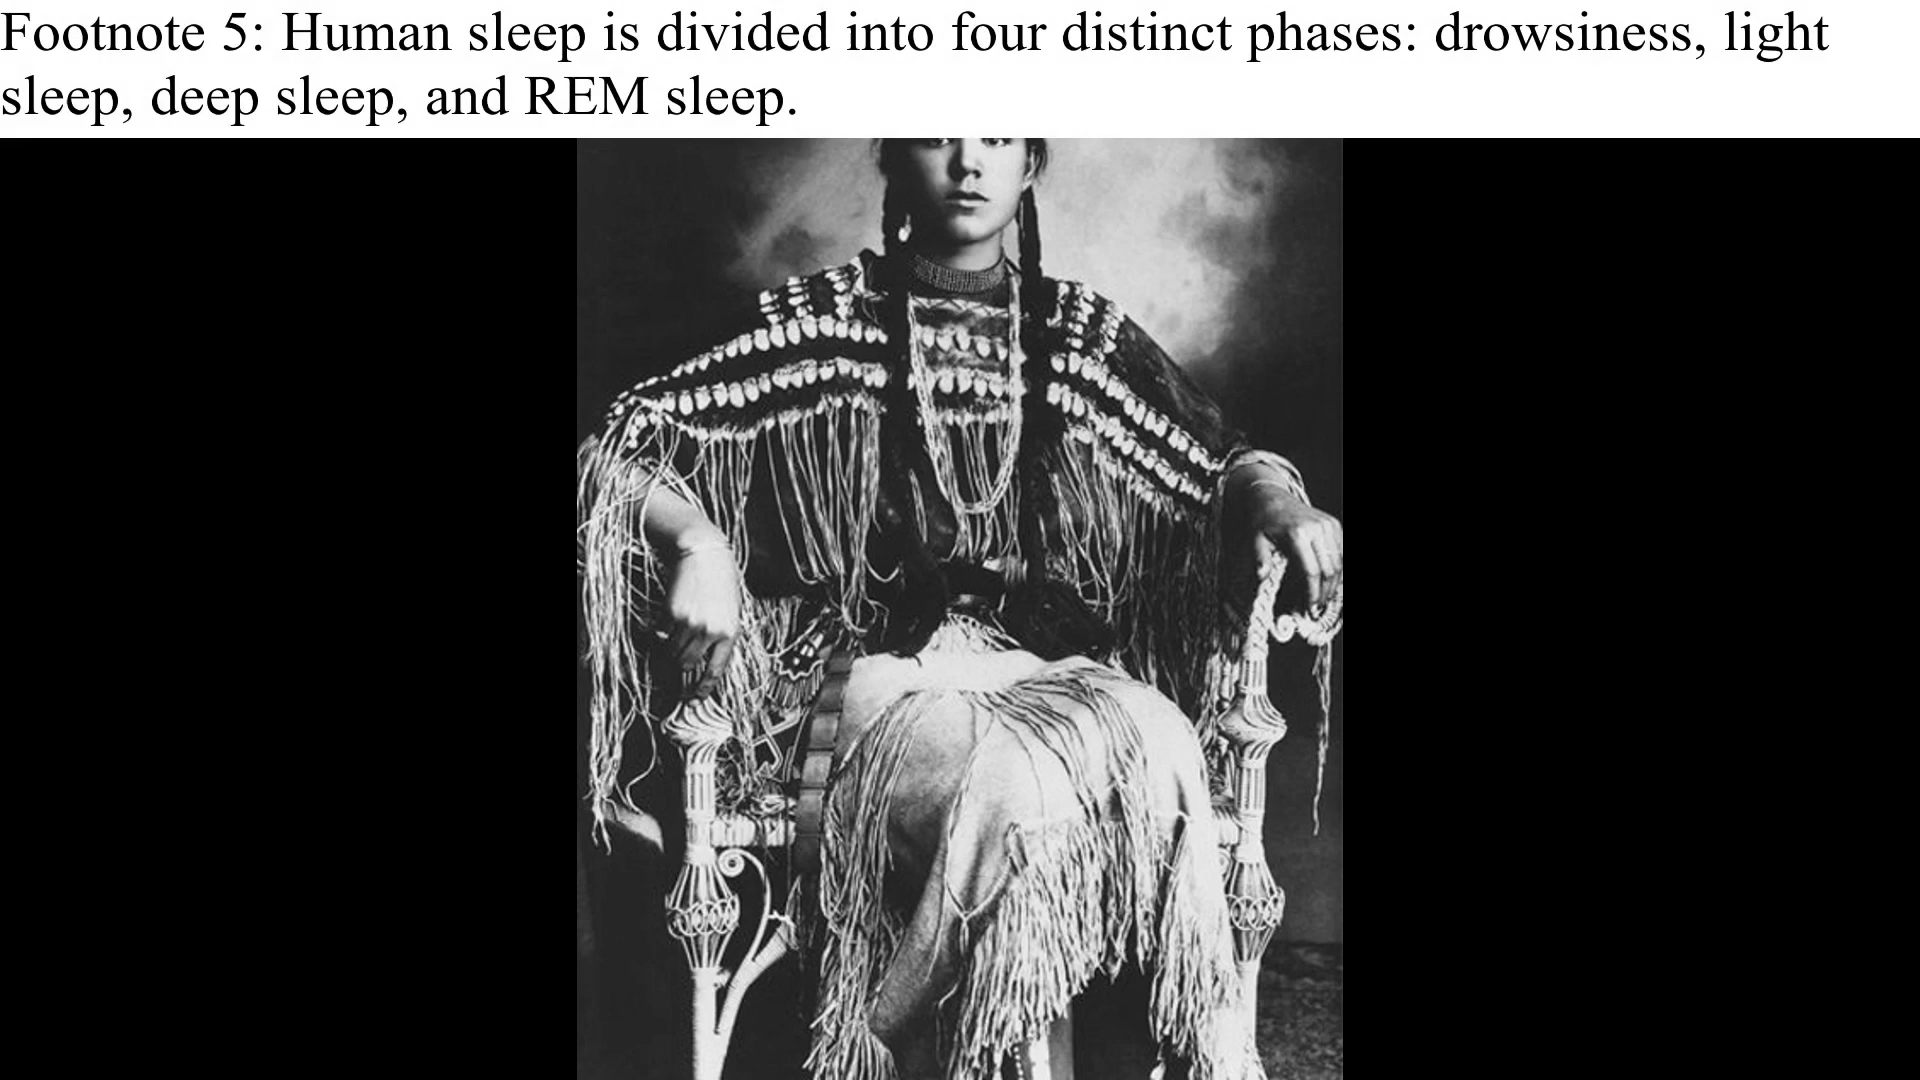 Footnote 5: Human sleep is divided into four distinct phases: drowsiness, light
sleep, deep sleep, and REM sleep.